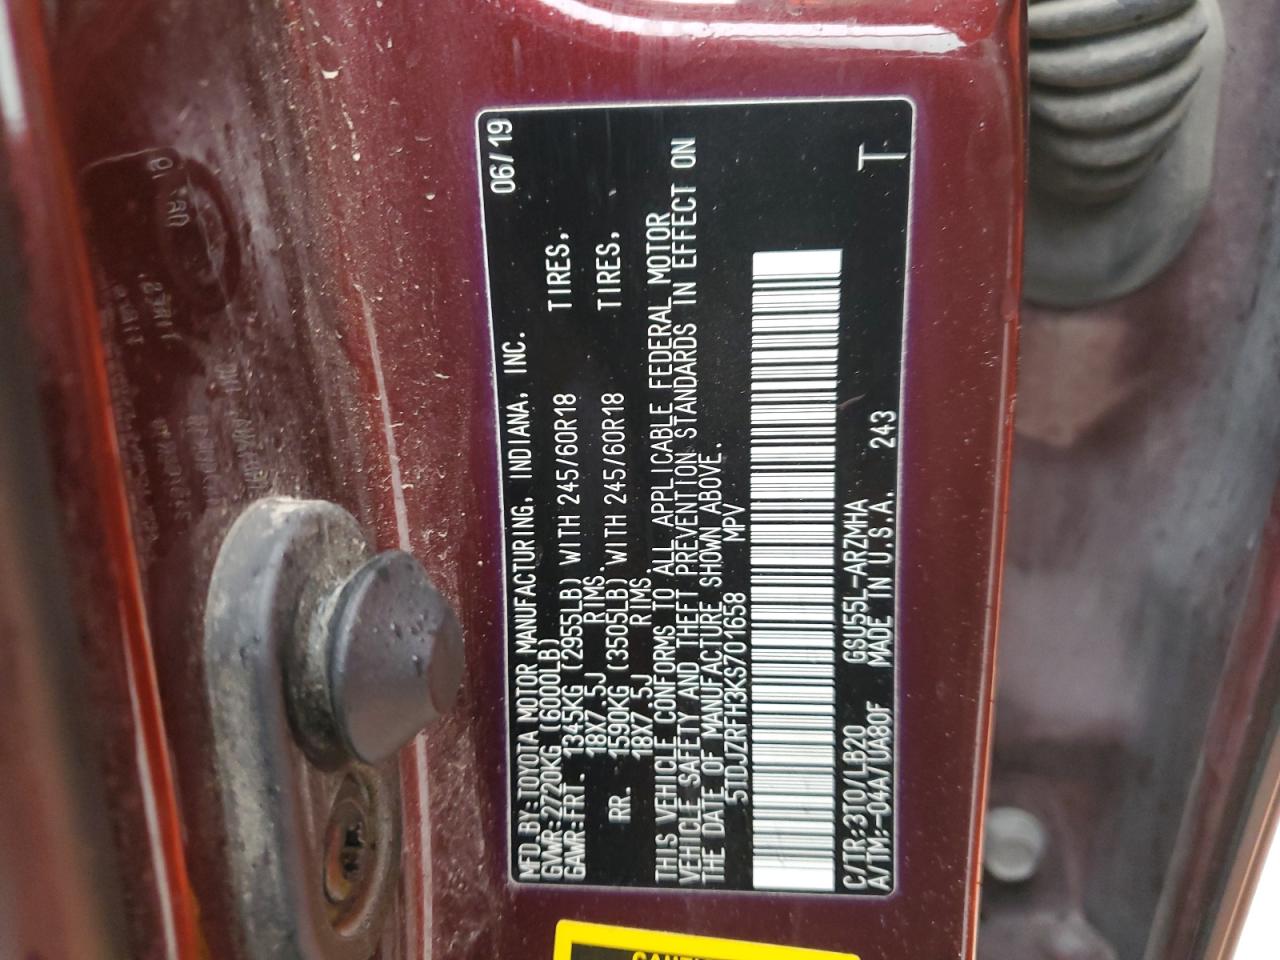 MFD.BY:TOYOTA MOTOR MANUFACTURING, INDIANA, INC. 06/19
GVWR:2720KG (6000LB)
GAWR:FRT. 1345KG (2955LB) WITH 245/60R18 TIRES,
18X7.5J RIMS,
RR. 1590KG (3505LB) WITH 245/60R18 TIRES,
18X7.5J RIMS.
THIS VEHICLE CONFORMS TO ALL APPLICABLE FEDERAL MOTOR
VEHICLE SAFETY AND THEFT PREVENTION STANDARDS IN EFFECT ON
THE DATE OF MANUFACTURE SHOWN ABOVE.
5TDJZRFH3KS701658 MPV
C/TR:3T0/LB20 GSU55L-ARZMHA
A/TM:-04A/UA80F MADE IN U.S.A. 243 T